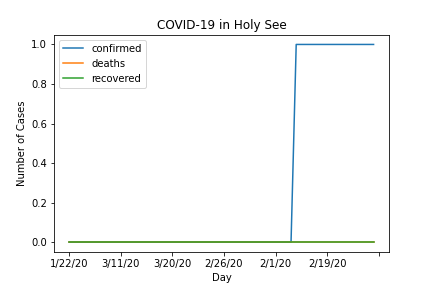 COVID-19 in Holy See
confirmed
deaths
recovered
Number of Cases
1.0
0.8
0.6
0.4
0.2
0.0
1/22/20 3/11/20 3/20/20 2/26/20 2/1/20 2/19/20
Day